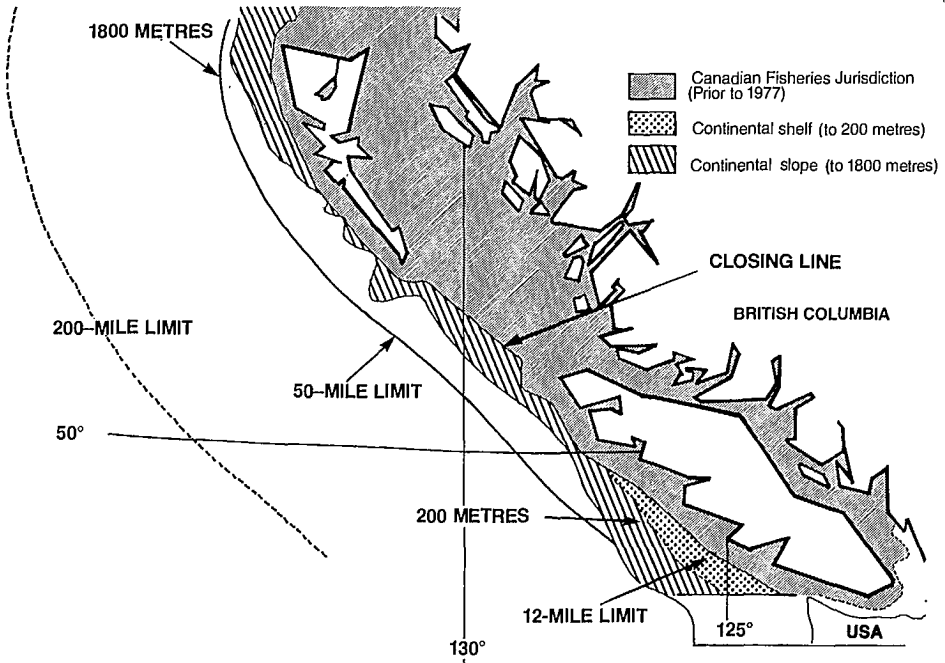 1800 METRES
Canadian Fisheries Jurisdiction
(Prior to 1977)
Continental shelf (to 200 metres)
Continental slope (to 1800 metres)
CLOSING LINE
BRITISH COLUMBIA
200–MILE LIMIT
50–MILE LIMIT
50°
200 METRES
12-MILE LIMIT
125°
USA
130°